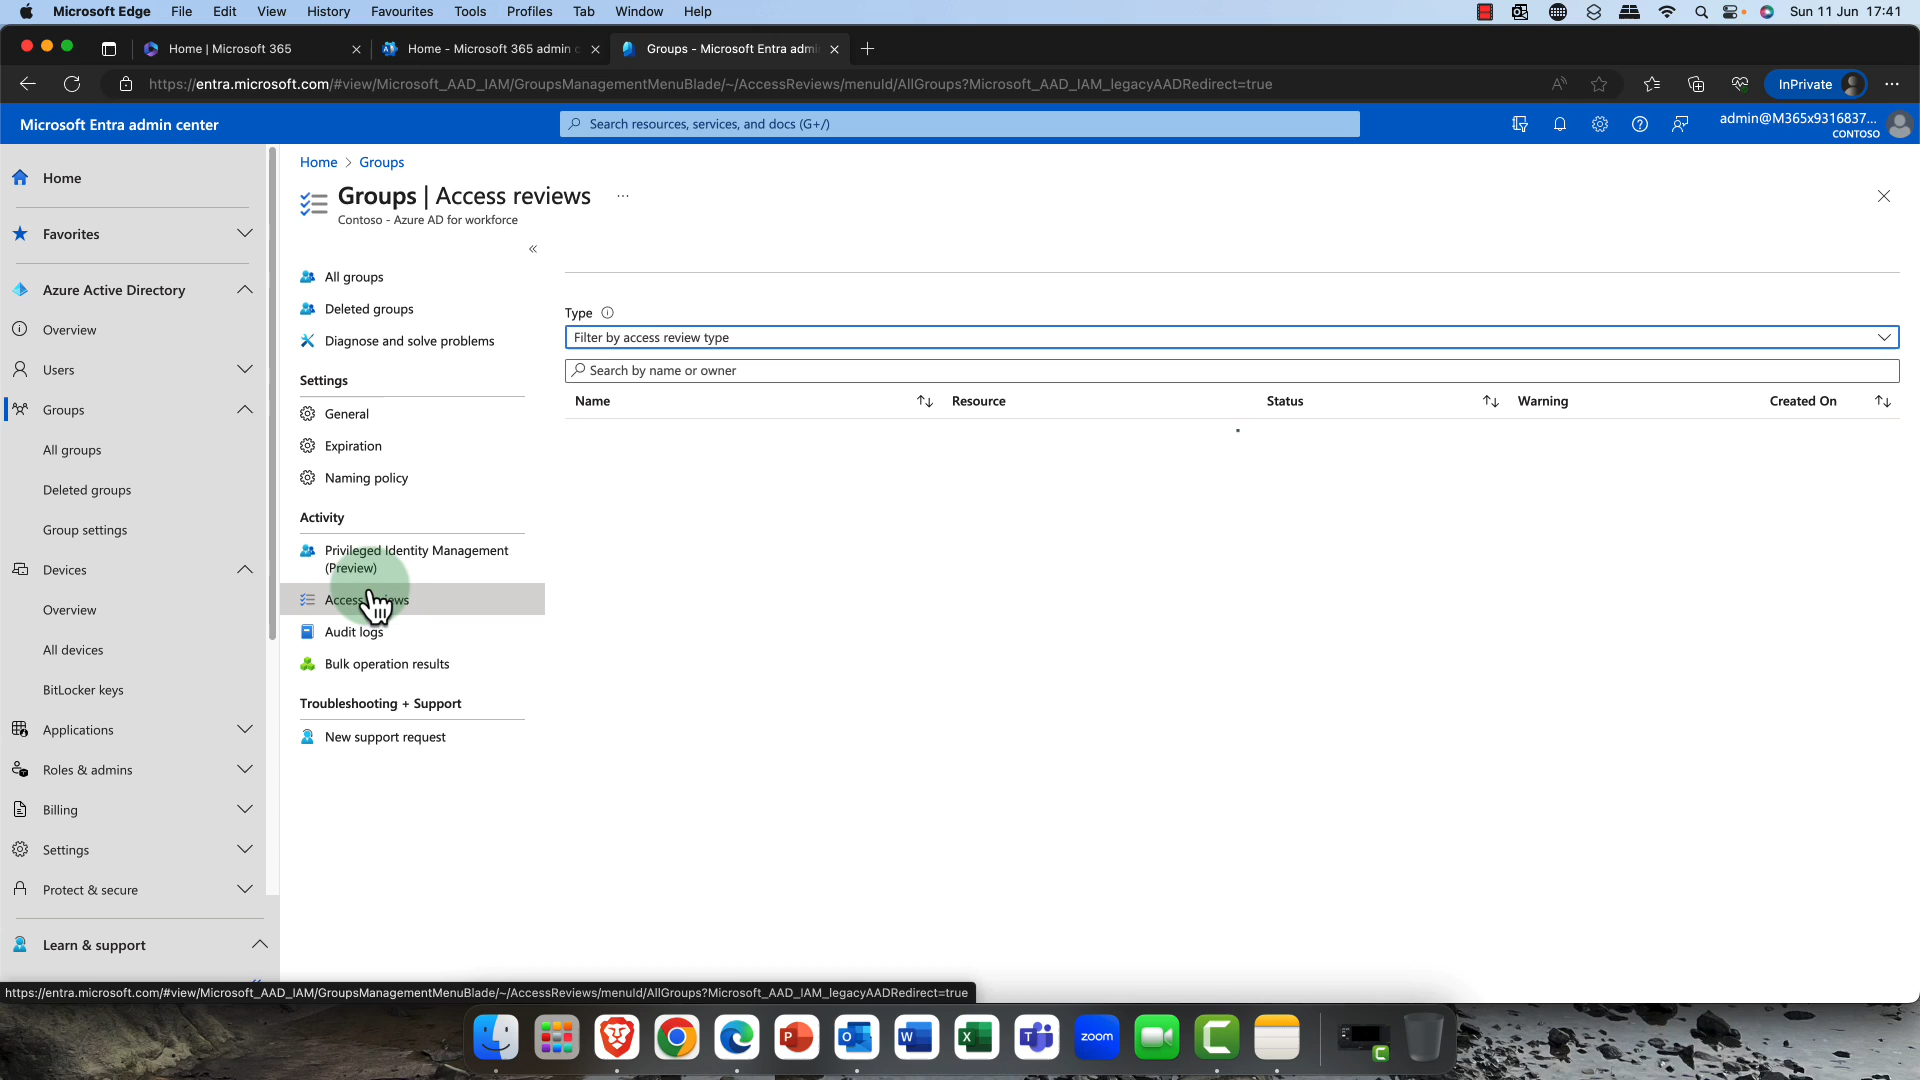 Microsoft Edge File Edit View History Favourites Tools Profiles Tab Window Help Sun 11 Jun 17:41
Home | Microsoft 365 Home - Microsoft 365 admin c Groups - Microsoft Entra admi
https://entra.microsoft.com/#view/Microsoft_AAD_IAM/GroupsManagementMenuBlade/~/AccessReviews/menuId/AllGroups?Microsoft_AAD_IAM_legacyAADRedirect=true InPrivate
Microsoft Entra admin center
Search resources, services, and docs (G+/)
admin@M365x9316837...
CONTOSO
Home
Favorites
Azure Active Directory
Overview
Users
Groups
All groups
Deleted groups
Group settings
Devices
Overview
All devices
BitLocker keys
Applications
Roles & admins
Billing
Settings
Protect & secure
Learn & support
Home > Groups
Groups | Access reviews ...
Contoso - Azure AD for workforce
All groups
Deleted groups
Diagnose and solve problems
Settings
General
Expiration
Naming policy
Activity
Privileged Identity Management
(Preview)
Access reviews
Audit logs
Bulk operation results
Troubleshooting + Support
New support request
Type
Filter by access review type
Search by name or owner
Name Resource Status Warning Created On
https://entra.microsoft.com/#view/Microsoft_AAD_IAM/GroupsManagementMenuBlade/~/AccessReviews/menuId/AllGroups?Microsoft_AAD_IAM_legacyAADRedirect=true
zoom